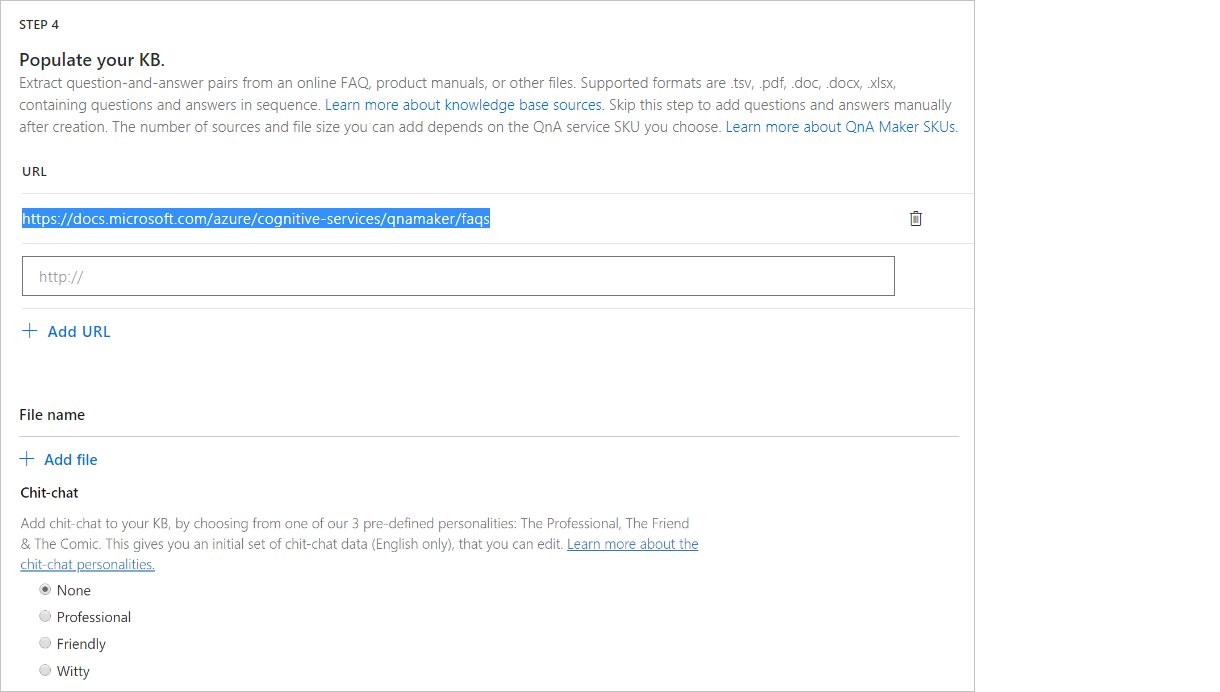 STEP 4
Populate your KB.
Extract question-and-answer pairs from an online FAQ, product manuals, or other files. Supported formats are .tsv, .pdf, .doc, .docx, .xlsx,
containing questions and answers in sequence. Learn more about knowledge base sources. Skip this step to add questions and answers manually
after creation. The number of sources and file size you can add depends on the QnA service SKU you choose. Learn more about QnA Maker SKUs.
URL
https://docs.microsoft.com/azure/cognitive-services/qnamaker/faqs
http://
Add URL
File name
Add file
Chit-chat
Add chit-chat to your KB, by choosing from one of our 3 pre-defined personalities: The Professional, The Friend
& The Comic. This gives you an initial set of chit-chat data (English only), that you can edit. Learn more about the
chit-chat personalities.
None
Professional
Friendly
Witty